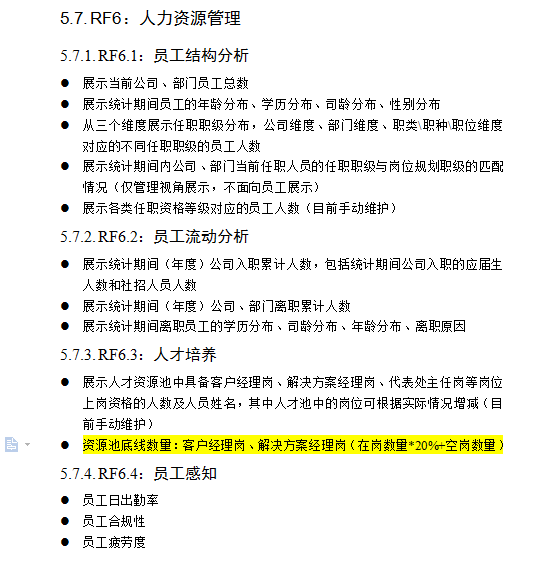 5.7. RF6：人力资源管理
5.7.1. RF6.1：员工结构分析
● 展示当前公司、部门员工总数
● 展示统计期间员工的年龄分布、学历分布、司龄分布、性别分布
● 从三个维度展示任职职级分布，公司维度、部门维度、职类\职种\职位维度
对应的不同任职职级的员工人数
● 展示统计期间内公司、部门当前任职人员的任职职级与岗位规划职级的匹配
情况（仅管理视角展示，不面向员工展示）
● 展示各类任职资格等级对应的员工人数（目前手动维护）
5.7.2. RF6.2：员工流动分析
● 展示统计期间（年度）公司入职累计人数，包括统计期间公司入职的应届生
人数和社招人员人数
● 展示统计期间（年度）公司、部门离职累计人数
● 展示统计期间离职员工的学历分布、司龄分布、年龄分布、离职原因
5.7.3. RF6.3：人才培养
● 展示人才资源池中具备客户经理岗、解决方案经理岗、代表处主任岗等岗位
上岗资格的人数及人员姓名，其中人才池中的岗位可根据实际情况增减（目
前手动维护）
● 资源池底线数量：客户经理岗、解决方案经理岗（在岗数量*20%+空岗数量）
5.7.4. RF6.4：员工感知
● 员工日出勤率
● 员工合规性
● 员工疲劳度